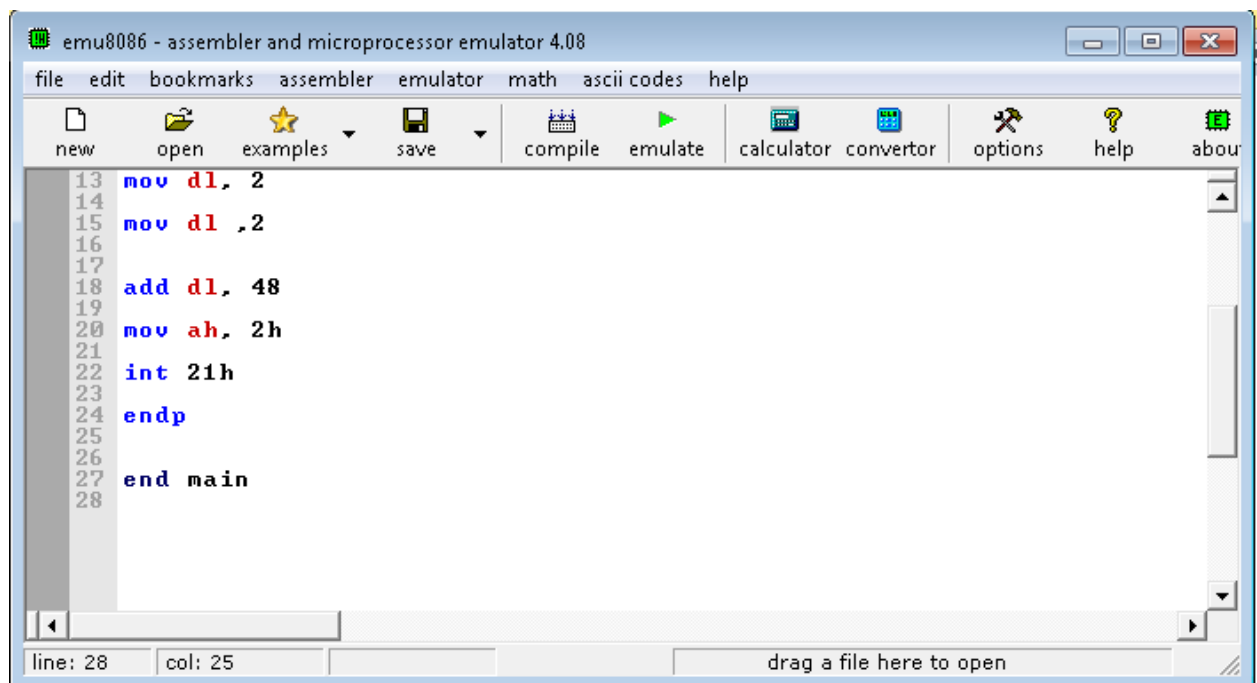 emu8086 - assembler and microprocessor emulator 4.08
file edit bookmarks assembler emulator math ascii codes help
new open examples save compile emulate calculator convertor options help abou
13 mov dl, 2
14
15 mov dl ,2
16
17
18 add dl, 48
19
20 mov ah, 2h
21
22 int 21h
23
24 endp
25
26
27 end main
28
line: 28 col: 25 drag a file here to open